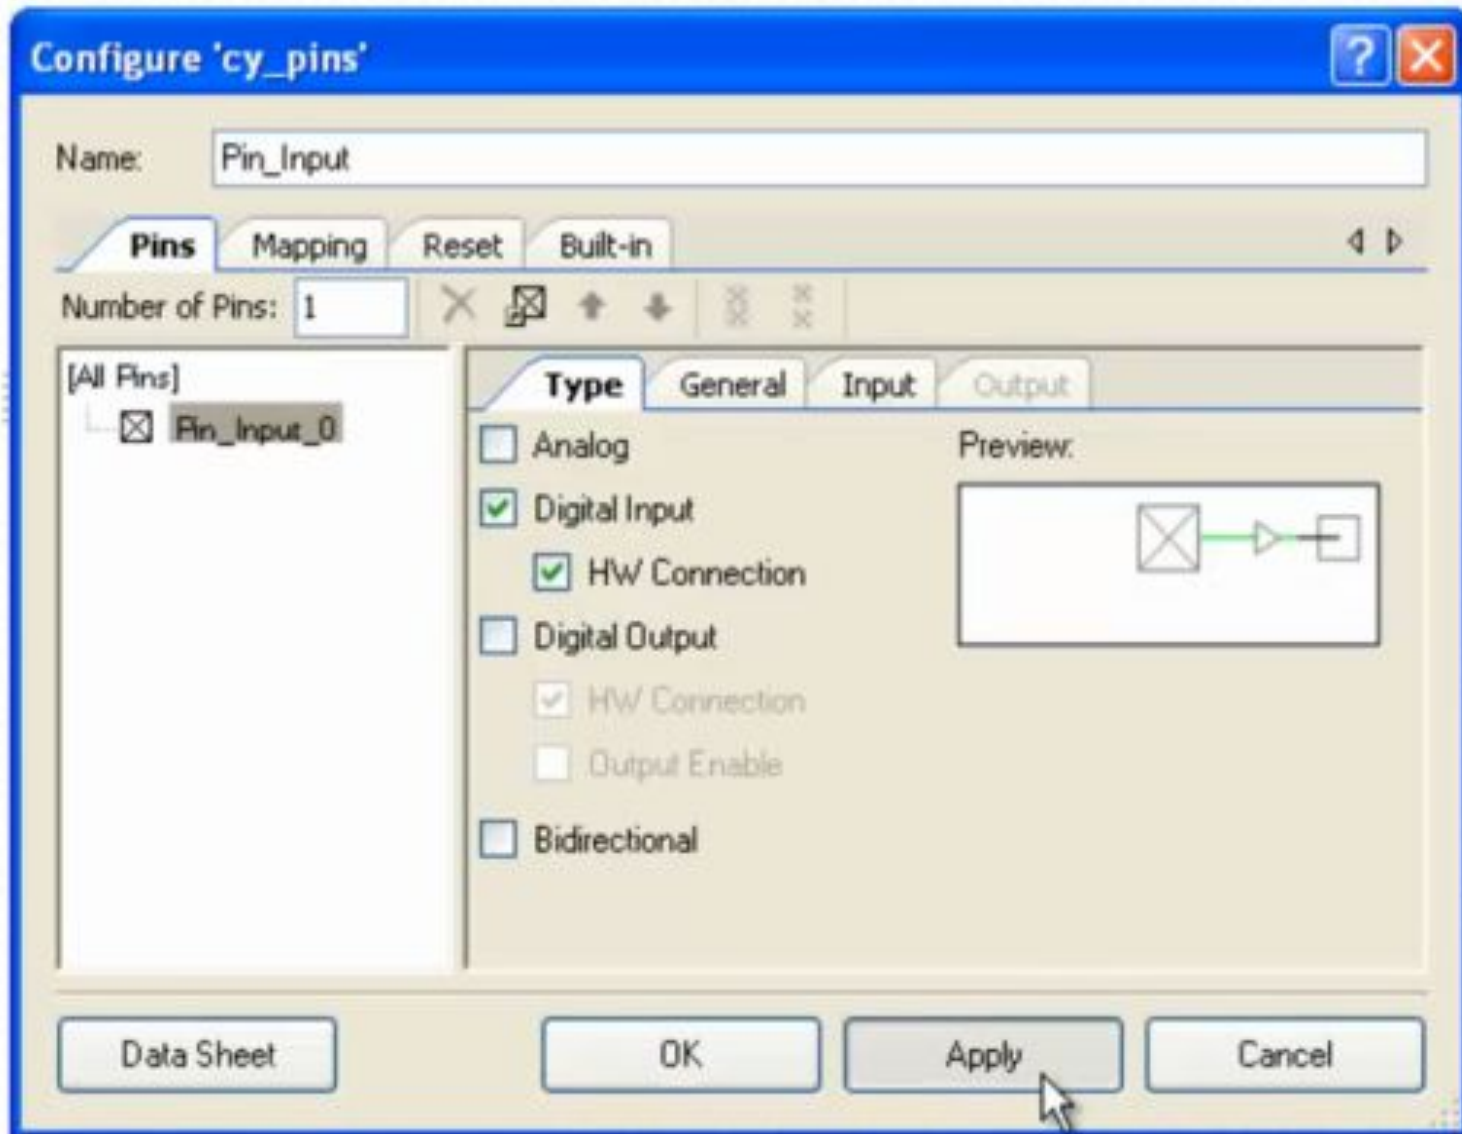 Configure 'cy_pins'
Name: Pin_Input
Pins Mapping Reset Built-in
Number of Pins: 1
[All Pins]
Pin_Input_0
Type General Input Output
Analog
Preview:
Digital Input
HW Connection
Digital Output
HW Connection
Output Enable
Bidirectional
Data Sheet OK Apply Cancel